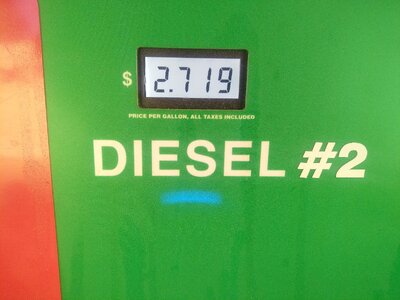 $ 2.719
PRICE PER GALLON, ALL TAXES INCLUDED
DIESEL #2